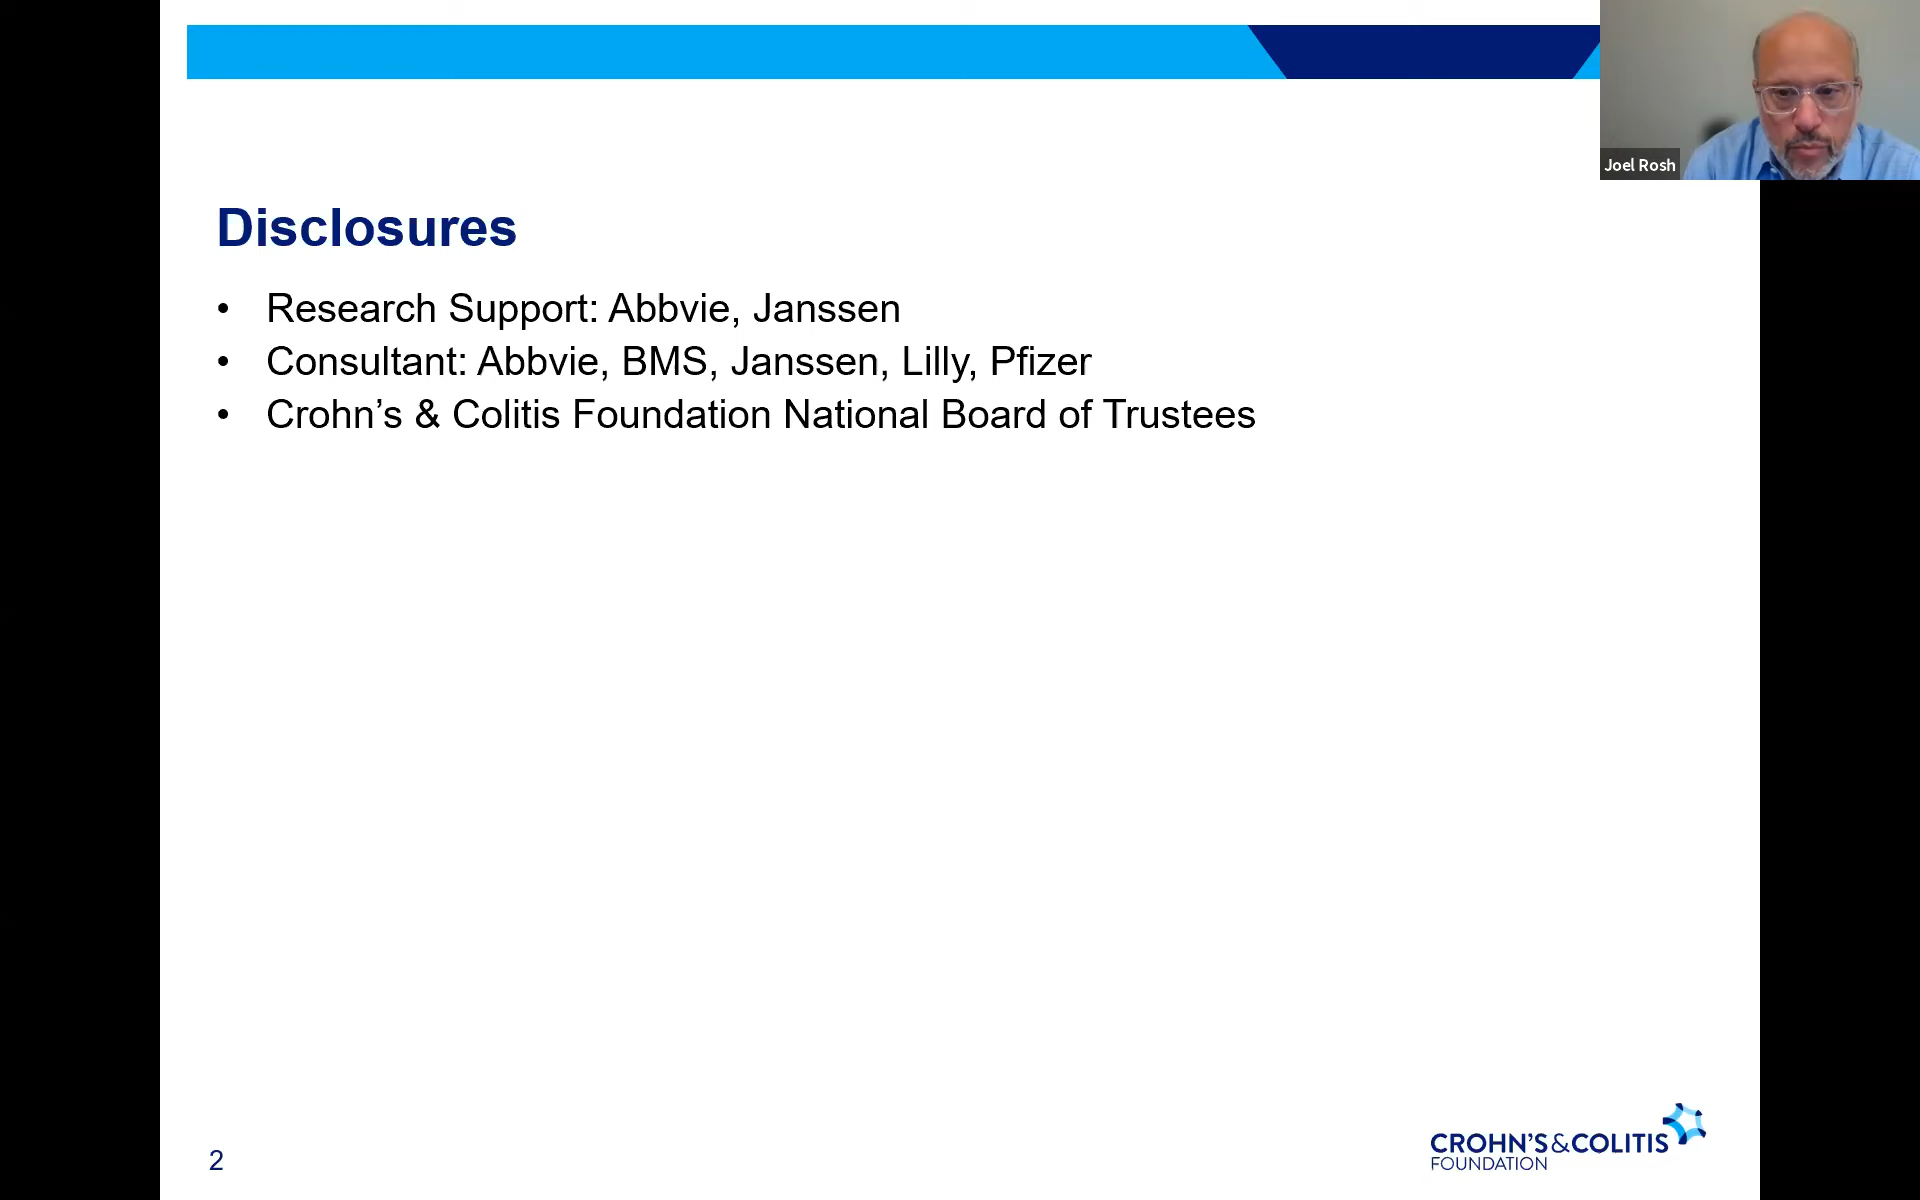 Joel Rosh
Disclosures
• Research Support: Abbvie, Janssen
• Consultant: Abbvie, BMS, Janssen, Lilly, Pfizer
• Crohn’s & Colitis Foundation National Board of Trustees
2
CROHN’S & COLITIS
FOUNDATION